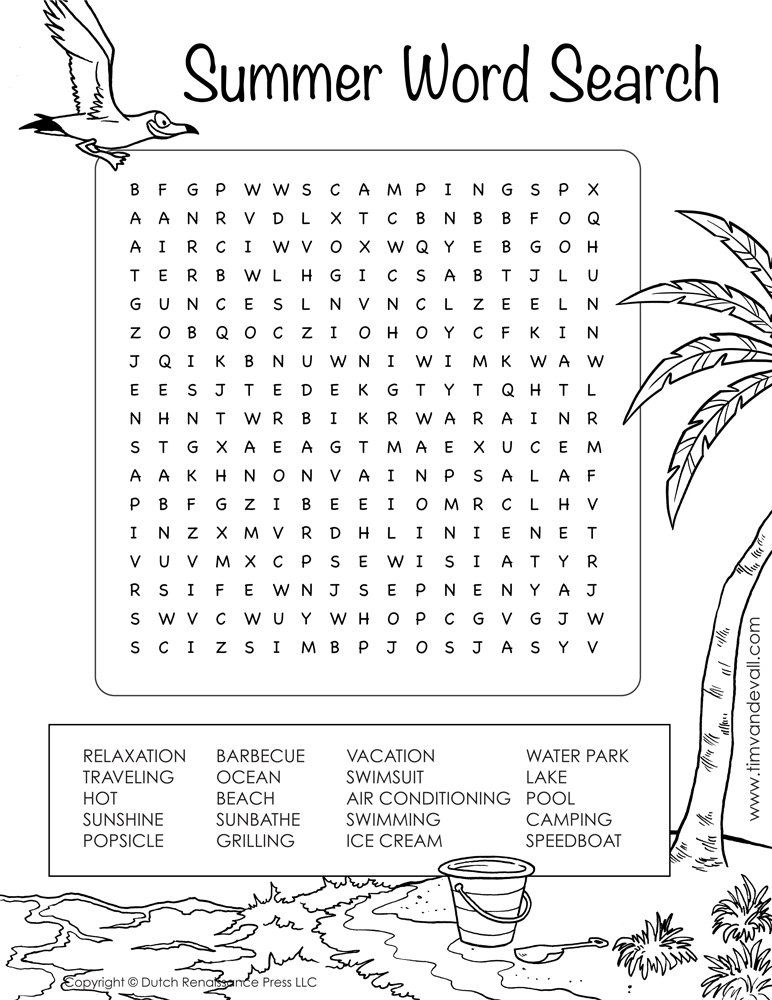 Summer Word Search
B F G P W W S C A M P I N G S P X
A A N R V D L X T C B N B B F O Q
A I R C I W V O X W Q Y E B G O H
T E R B W L H G I C S A B T J L U
G U N C E S L N V N C L Z E E L N
Z O B Q O C Z I O H O Y C F K I N
J Q I K B N U W N I W I M K W A W
E E S J T E D E K G T Y T Q H T L
N H N T W R B I K R W A R A I N R
S T G X A E A G T M A E X U C E M
A A K H N O N V A I N P S A L A F
P B F G Z I B E E I O M R C L H V
I N Z X M V R D H L I N I E N E T
V U V M X C P S E W I S I A T Y R
R S I F E W N J S E P N E N Y A J
S W V C W U Y W H O P C G V G J W
S C I Z S I M B P J O S J A S Y V
RELAXATION BARBECUE VACATION WATER PARK
TRAVELING OCEAN SWIMSUIT LAKE
HOT BEACH AIR CONDITIONING POOL
SUNSHINE SUNBATHE SWIMMING CAMPING
POPSICLE GRILLING ICE CREAM SPEEDBOAT
www.timvandevall.com
Copyright © Dutch Renaissance Press LLC